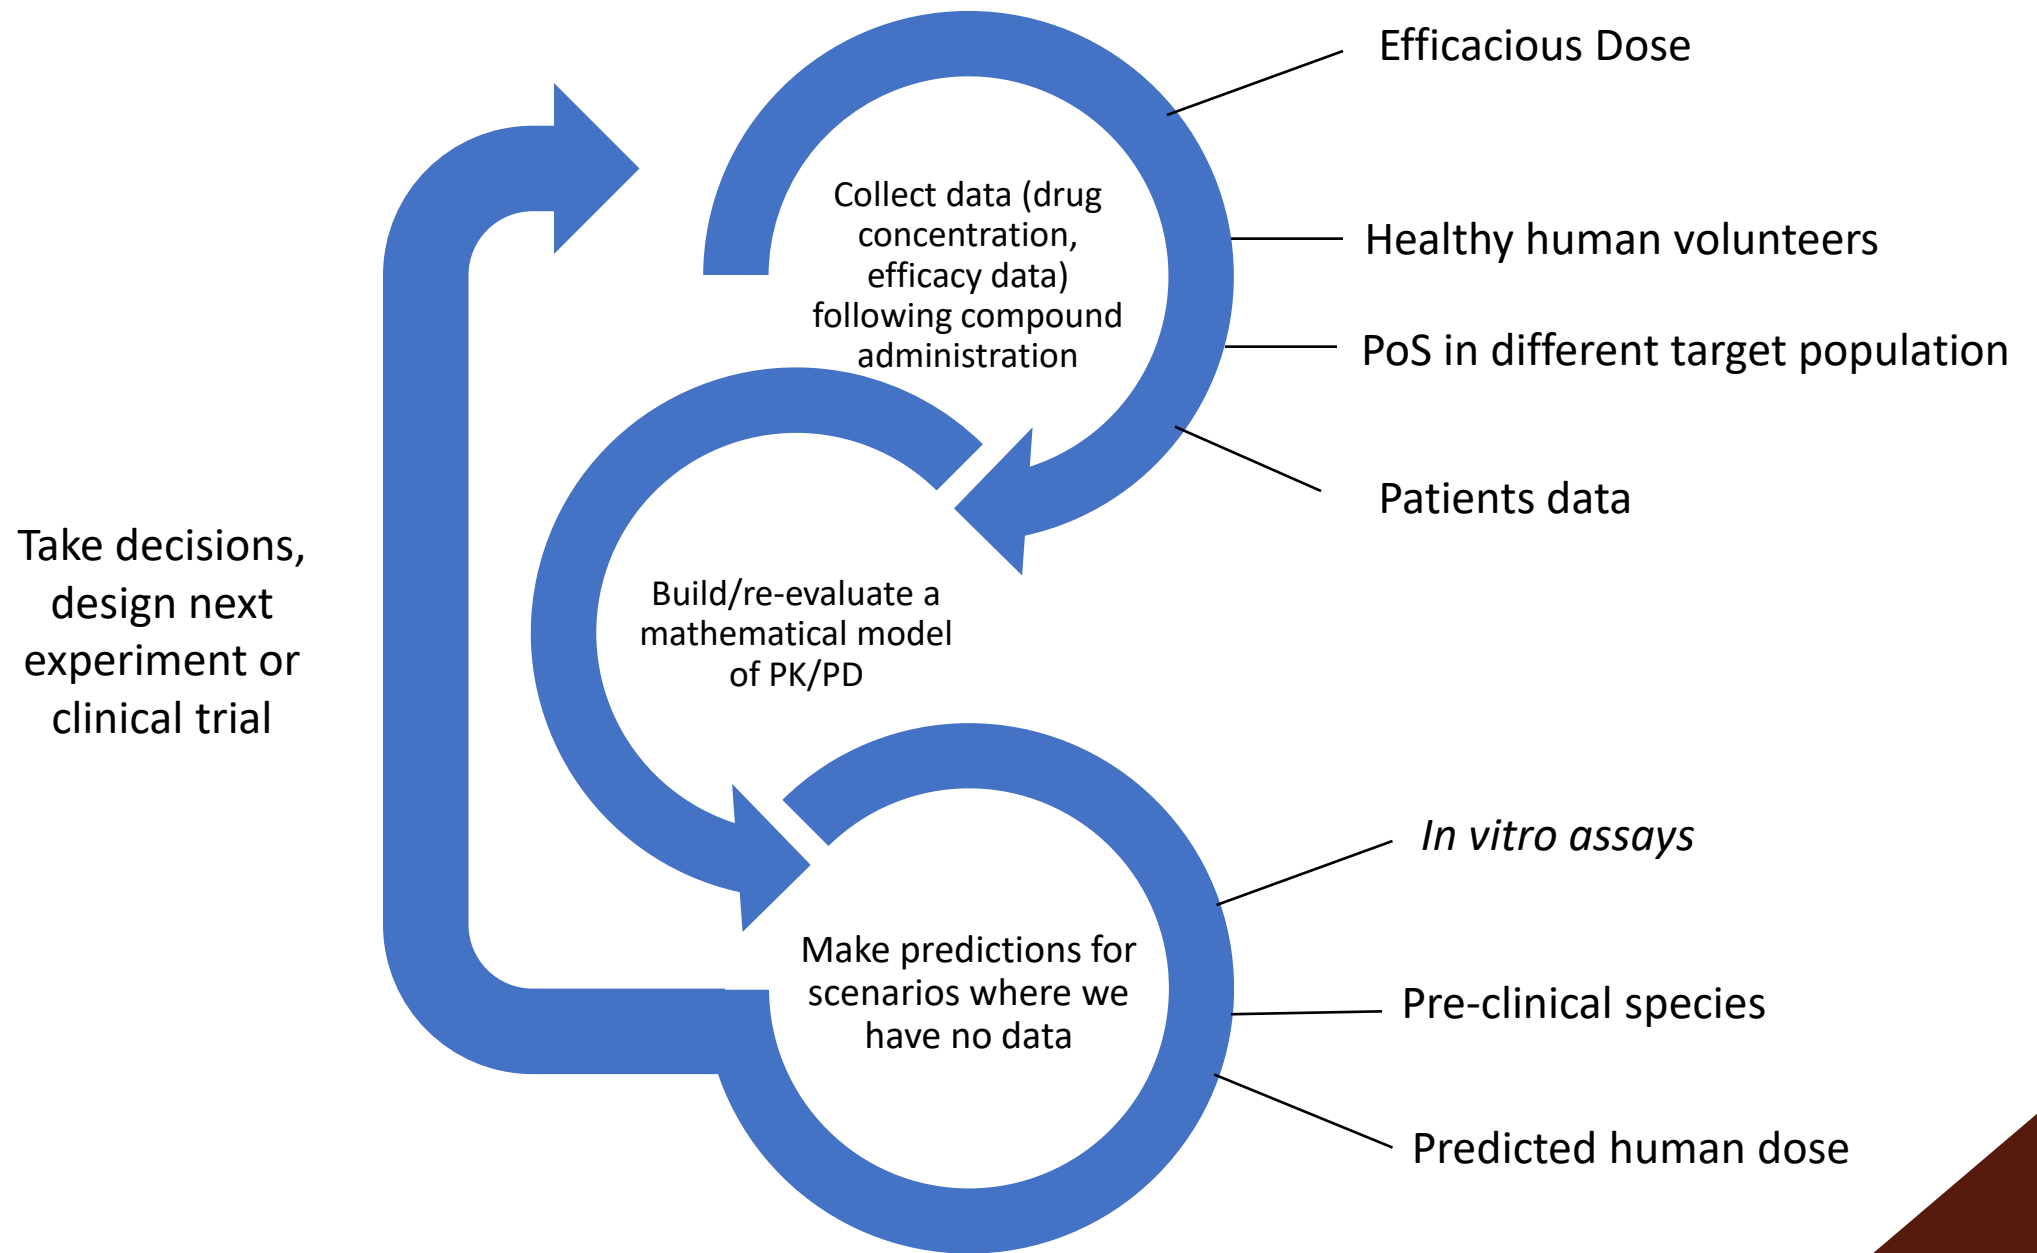 Efficacious Dose
Collect data (drug
concentration,
efficacy data)
following compound
administration
Healthy human volunteers
PoS in different target population
Patients data
Take decisions,
design next
experiment or
clinical trial
Build/re-evaluate a
mathematical model
of PK/PD
In vitro assays
Make predictions for
scenarios where we
have no data
Pre-clinical species
Predicted human dose